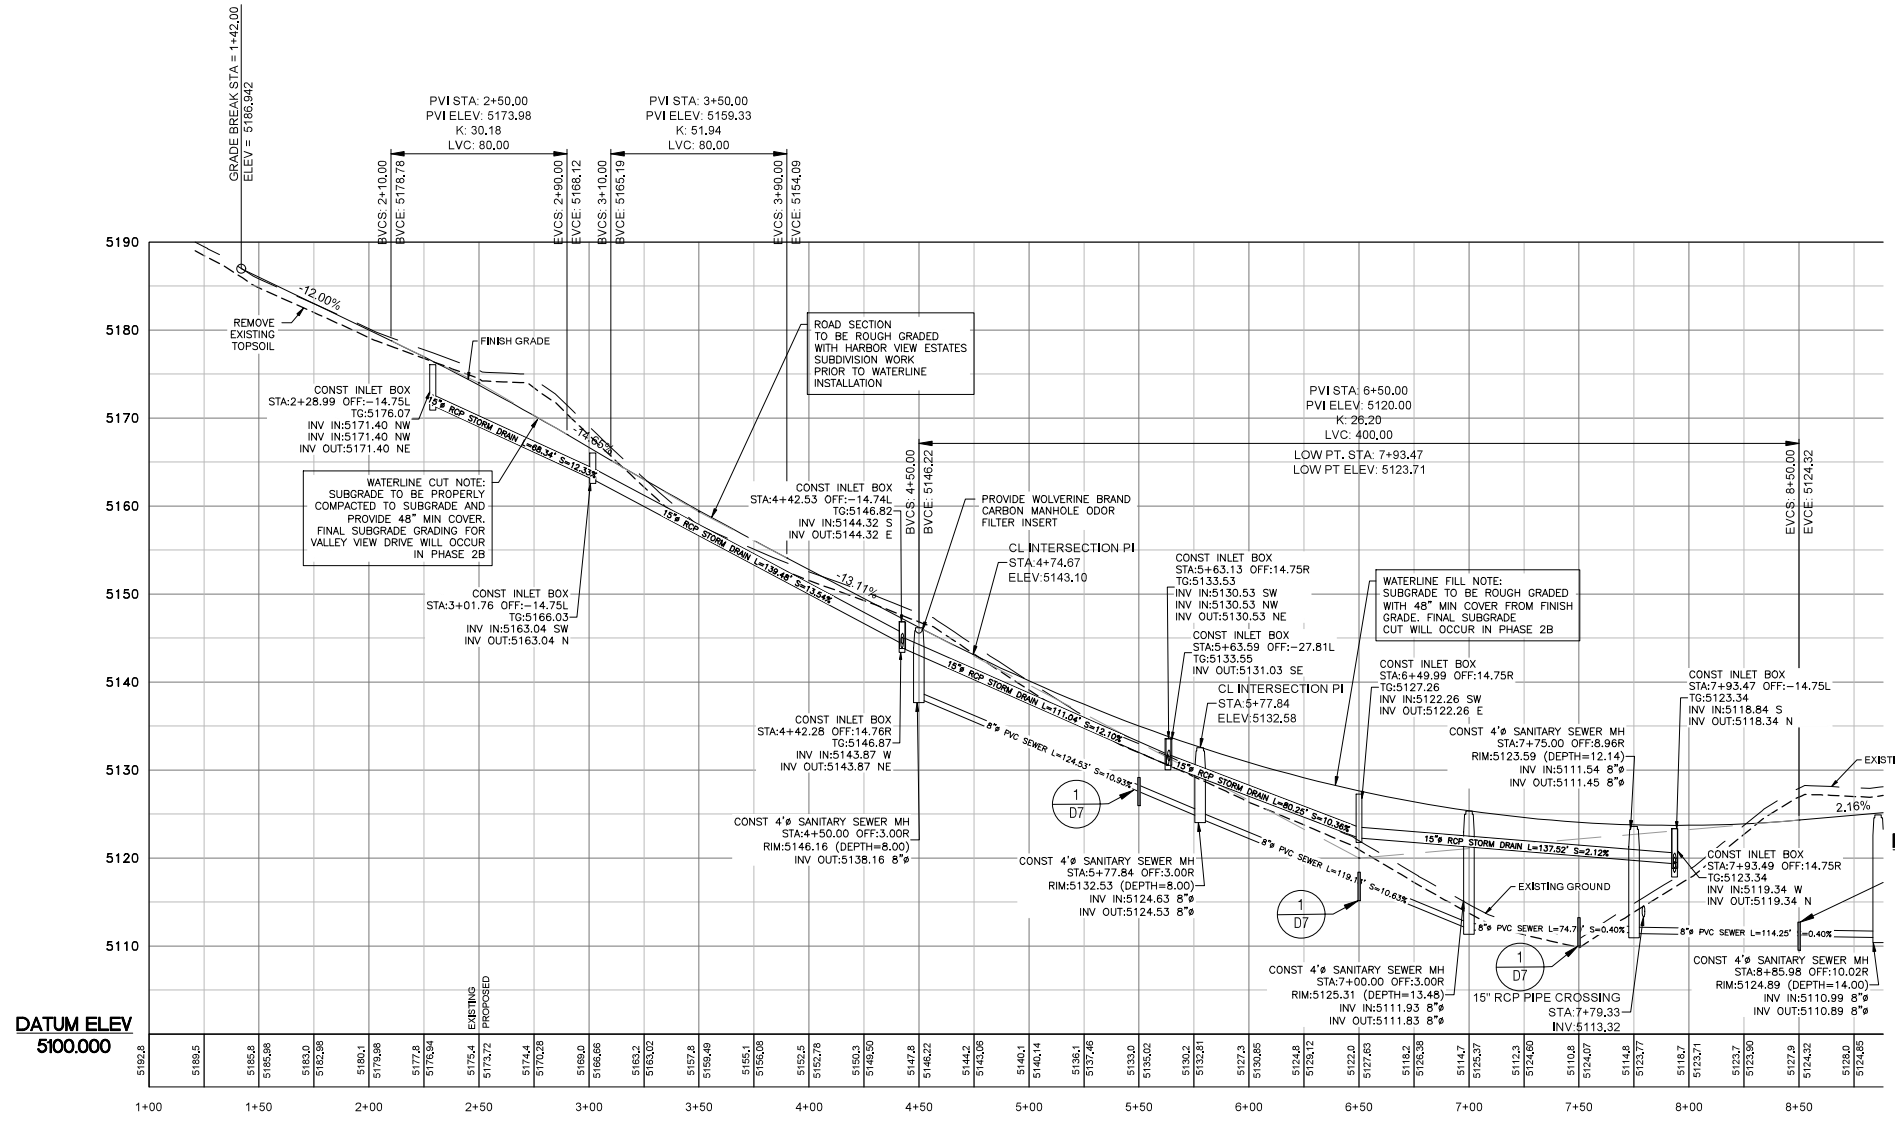 GRADE BREAK STA = 1+42.00
ELEV = 5186.942
PVI STA: 2+50.00
PVI ELEV: 5173.98
K: 30.18
LVC: 80.00
BVCS: 2+10.00
BVCE: 5178.78
EVCS: 2+90.00
EVCE: 5168.12
PVI STA: 3+50.00
PVI ELEV: 5159.33
K: 51.94
LVC: 80.00
BVCS: 3+10.00
BVCE: 5165.19
EVCS: 3+90.00
EVCE: 5154.09
PVI STA: 6+50.00
PVI ELEV: 5120.00
K: 26.20
LVC: 400.00
LOW PT. STA: 7+93.47
LOW PT ELEV: 5123.71
BVCS: 4+50.00
BVCE: 5146.22
EVCS: 8+50.00
EVCE: 5124.32
5190
5180
5170
5160
5150
5140
5130
5120
5110
DATUM ELEV
5100.000
-12.00%
REMOVE
EXISTING
TOPSOIL
FINISH GRADE
ROAD SECTION
TO BE ROUGH GRADED
WITH HARBOR VIEW ESTATES
SUBDIVISION WORK
PRIOR TO WATERLINE
INSTALLATION
CONST INLET BOX
STA:2+28.99 OFF:-14.75L
TG:5176.07
INV IN:5171.40 NW
INV IN:5171.40 NW
INV OUT:5171.40 NE
15"ø RCP STORM DRAIN L=68.34' S=12.33%
-14.65%
WATERLINE CUT NOTE:
SUBGRADE TO BE PROPERLY
COMPACTED TO SUBGRADE AND
PROVIDE 48" MIN COVER.
FINAL SUBGRADE GRADING FOR
VALLEY VIEW DRIVE WILL OCCUR
IN PHASE 2B
CONST INLET BOX
STA:3+01.76 OFF:-14.75L
TG:5166.03
INV IN:5163.04 SW
INV OUT:5163.04 N
15"ø RCP STORM DRAIN L=139.48' S=13.54%
-13.11%
CONST INLET BOX
STA:4+42.53 OFF:-14.74L
TG:5146.82
INV IN:5144.32 S
INV OUT:5144.32 E
PROVIDE WOLVERINE BRAND
CARBON MANHOLE ODOR
FILTER INSERT
CL INTERSECTION PI
STA:4+74.67
ELEV:5143.10
CONST INLET BOX
STA:5+63.13 OFF:14.75R
TG:5133.53
INV IN:5130.53 SW
INV IN:5130.53 NW
INV OUT:5130.53 NE
CONST INLET BOX
STA:5+63.59 OFF:-27.81L
TG:5133.55
INV OUT:5131.03 SE
CL INTERSECTION PI
STA:5+77.84
ELEV:5132.58
WATERLINE FILL NOTE:
SUBGRADE TO BE ROUGH GRADED
WITH 48" MIN COVER FROM FINISH
GRADE. FINAL SUBGRADE
CUT WILL OCCUR IN PHASE 2B
CONST INLET BOX
STA:6+49.99 OFF:14.75R
TG:5127.26
INV IN:5122.26 SW
INV OUT:5122.26 E
CONST INLET BOX
STA:7+93.47 OFF:-14.75L
TG:5123.34
INV IN:5118.84 S
INV OUT:5118.34 N
CONST 4'ø SANITARY SEWER MH
STA:7+75.00 OFF:8.96R
RIM:5123.59 (DEPTH=12.14)
INV IN:5111.54 8"ø
INV OUT:5111.45 8"ø
CONST INLET BOX
STA:4+42.28 OFF:14.76R
TG:5146.87
INV IN:5143.87 W
INV OUT:5143.87 NE
15"ø RCP STORM DRAIN L=111.04' S=12.10%
8"ø PVC SEWER L=124.53' S=10.93%
15"ø RCP STORM DRAIN L=80.25' S=10.36%
15"ø RCP STORM DRAIN L=137.52' S=2.12%
EXISTI
2.16%
1
D7
CONST 4'ø SANITARY SEWER MH
STA:4+50.00 OFF:3.00R
RIM:5146.16 (DEPTH=8.00)
INV OUT:5138.16 8"ø
CONST 4'ø SANITARY SEWER MH
STA:5+77.84 OFF:3.00R
RIM:5132.53 (DEPTH=8.00)
INV IN:5124.63 8"ø
INV OUT:5124.53 8"ø
8"ø PVC SEWER L=119.1 ' S=10.63%
1
D7
EXISTING GROUND
CONST INLET BOX
STA:7+93.49 OFF:14.75R
TG:5123.34
INV IN:5119.34 W
INV OUT:5119.34 N
8"ø PVC SEWER L=74.7 ' S=0.40%
8"ø PVC SEWER L=114.25' S=0.40%
1
D7
CONST 4'ø SANITARY SEWER MH
STA:7+00.00 OFF:3.00R
RIM:5125.31 (DEPTH=13.48)
INV IN:5111.93 8"ø
INV OUT:5111.83 8"ø
15" RCP PIPE CROSSING
STA:7+79.33
INV:5113.32
CONST 4'ø SANITARY SEWER MH
STA:8+85.98 OFF:10.02R
RIM:5124.89 (DEPTH=14.00)
INV IN:5110.99 8"ø
INV OUT:5110.89 8"ø
EXISTING
PROPOSED
5192.8
5189.5
5185.8
5185.98
5183.0
5182.98
5180.1
5179.98
5177.8
5176.94
5175.4
5173.72
5174.4
5170.28
5169.0
5166.66
5163.2
5163.02
5157.8
5159.49
5155.1
5156.08
5152.5
5152.78
5150.3
5149.50
5147.8
5146.22
5144.2
5143.06
5140.1
5140.14
5136.1
5137.46
5133.0
5135.02
5130.2
5132.81
5127.3
5130.85
5124.8
5129.12
5122.0
5127.63
5118.2
5126.38
5114.7
5125.37
5112.3
5124.60
5110.8
5124.07
5114.8
5123.77
5118.7
5123.71
5123.7
5123.90
5127.9
5124.32
5128.0
5124.85
1+00
1+50
2+00
2+50
3+00
3+50
4+00
4+50
5+00
5+50
6+00
6+50
7+00
7+50
8+00
8+50